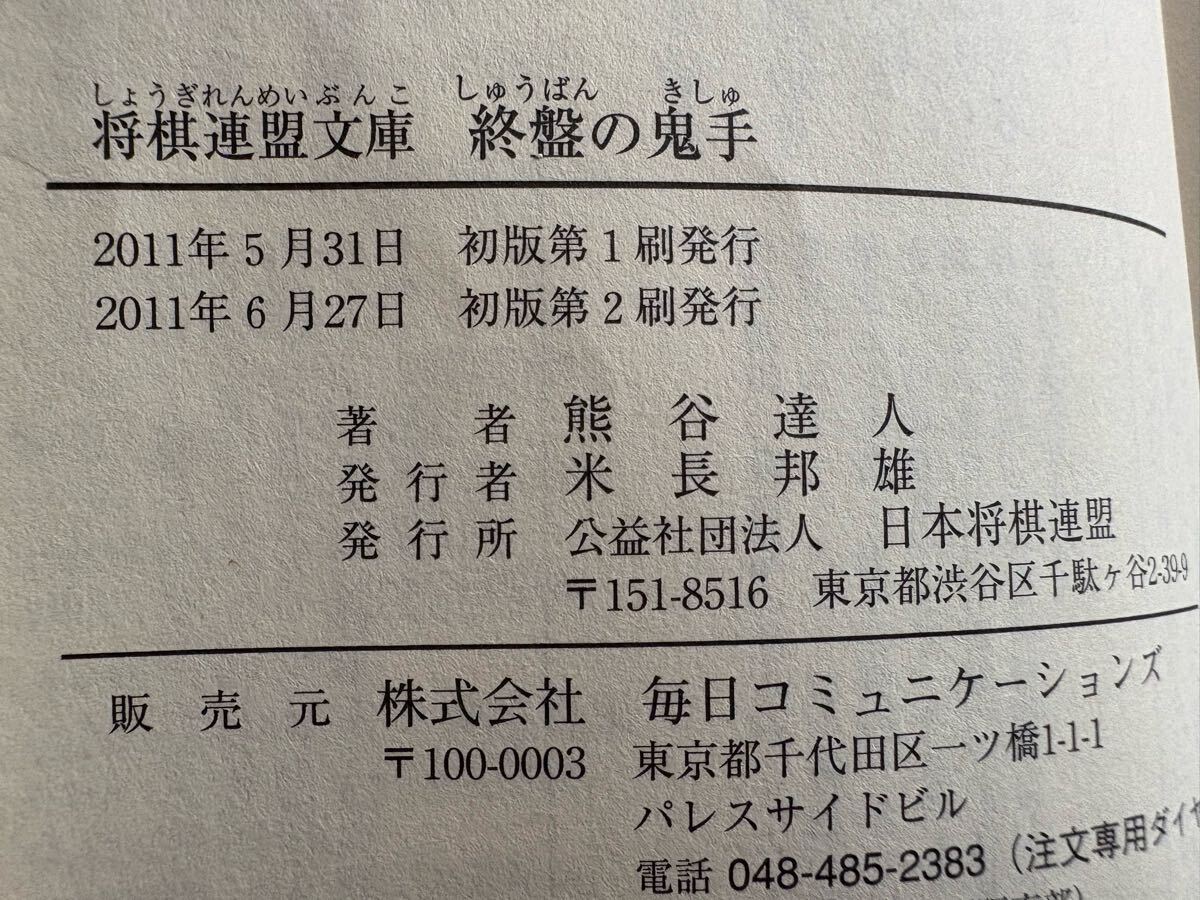 しょうぎれんめいぶんこ　しゅうばん　きしゅ
将棋連盟文庫　終盤の鬼手
2011年5月31日　初版第1刷発行
2011年6月27日　初版第2刷発行
著者　熊谷達人
発行者　米長邦雄
発行所　公益社団法人　日本将棋連盟
〒151-8516　東京都渋谷区千駄ヶ谷2-39-9
販売元　株式会社　毎日コミュニケーションズ
〒100-0003　東京都千代田区一ツ橋1-1-1
パレスサイドビル
電話 048-485-2383（注文専用ダイヤ